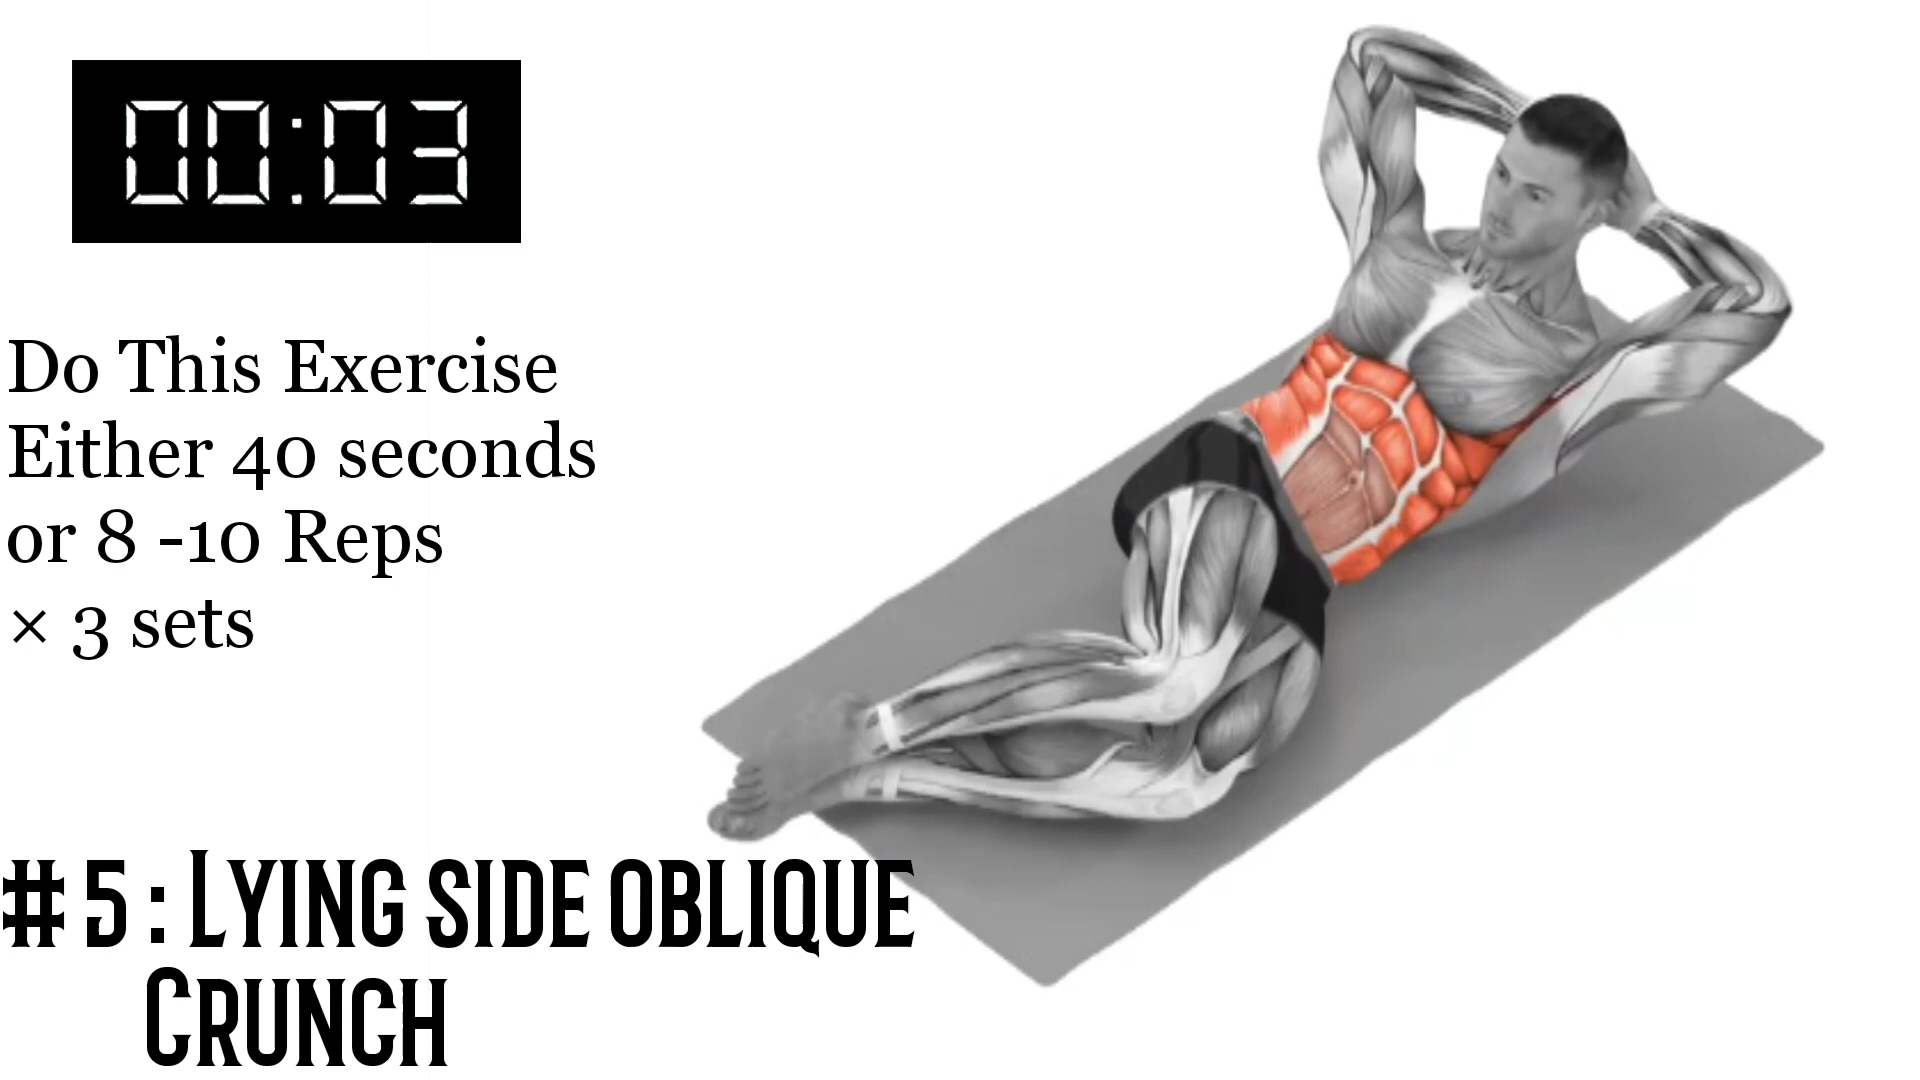 00:03
Do This Exercise
Either 40 seconds
or 8 -10 Reps
× 3 sets
# 5 : Lying side oblique
Crunch